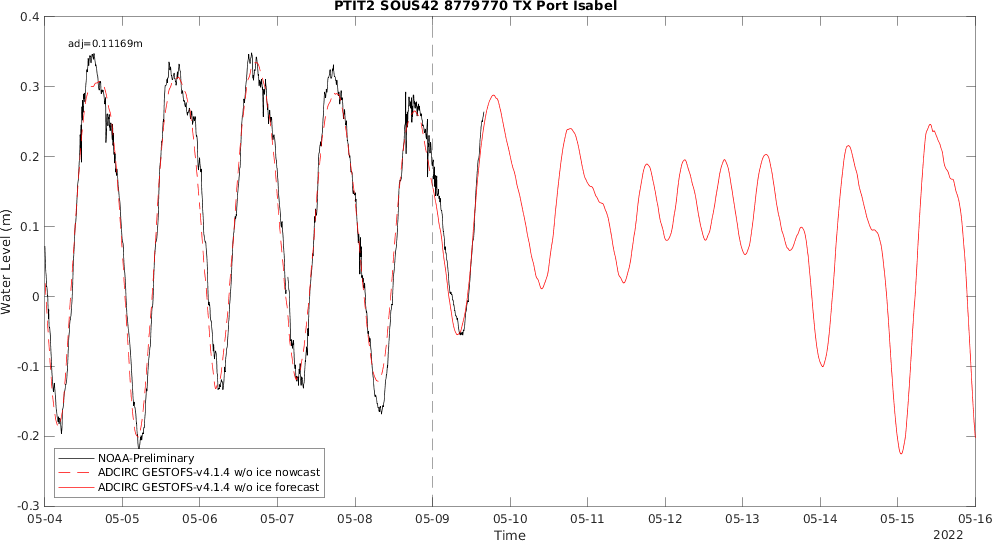 PTIT2 SOUS42 8779770 TX Port Isabel
adj=0.11169m
0.4
0.3
0.2
0.1
0
-0.1
-0.2
-0.3
Water Level (m)
NOAA-Preliminary
ADCIRC GESTOFS-v4.1.4 w/o ice nowcast
ADCIRC GESTOFS-v4.1.4 w/o ice forecast
05-04 05-05 05-06 05-07 05-08 05-09 05-10 05-11 05-12 05-13 05-14 05-15 05-16
Time
2022